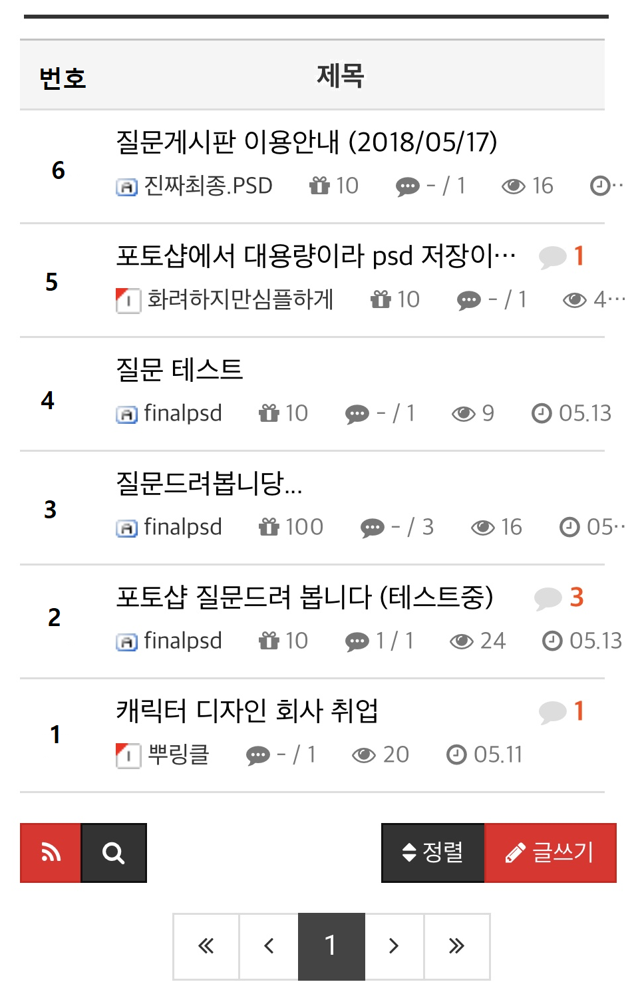 번호 제목
6 질문게시판 이용안내 (2018/05/17)
진짜최종.PSD 10 - / 1 16 ··
5 포토샵에서 대용량이라 psd 저장이··· 1
화려하지만심플하게 10 - / 1 4···
4 질문 테스트
finalpsd 10 - / 1 9 05.13
3 질문드려봅니당...
finalpsd 100 - / 3 16 05··
2 포토샵 질문드려 봅니다 (테스트중) 3
finalpsd 10 1 / 1 24 05.13
1 캐릭터 디자인 회사 취업 1
뿌링클 - / 1 20 05.11
정렬 글쓰기
« ‹ 1 › »